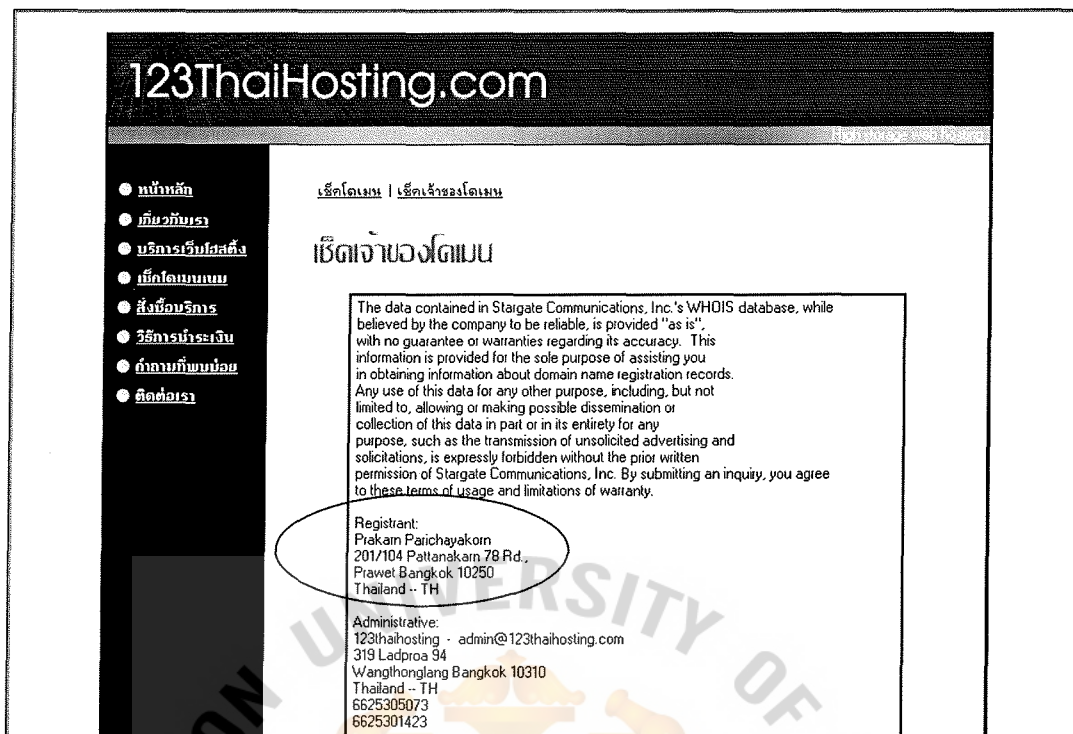 123ThaiHosting.com
High storage web hosting
หน้าหลัก
เกี่ยวกับเรา
บริการเว็บโฮสติ้ง
เช็กโดเมนเนม
สั่งซื้อบริการ
วิธีการชำระเงิน
คำถามที่พบบ่อย
ติดต่อเรา
เช็คโดเมน | เช็คเจ้าของโดเมน
เช็คเจ้าของโดเมน
The data contained in Stargate Communications, Inc.'s WHOIS database, while
believed by the company to be reliable, is provided "as is",
with no guarantee or warranties regarding its accuracy. This
information is provided for the sole purpose of assisting you
in obtaining information about domain name registration records.
Any use of this data for any other purpose, including, but not
limited to, allowing or making possible dissemination or
collection of this data in part or in its entirety for any
purpose, such as the transmission of unsolicited advertising and
solicitations, is expressly forbidden without the prior written
permission of Stargate Communications, Inc. By submitting an inquiry, you agree
to these terms of usage and limitations of warranty.
Registrant:
Prakarn Parichayakorn
201/104 Pattanakarn 78 Rd.,
Prawet Bangkok 10250
Thailand -- TH
Administrative:
123thaihosting - admin@123thaihosting.com
319 Ladproa 94
Wangthonglang Bangkok 10310
Thailand -- TH
6625305073
6625301423
UNIVERSITY OF